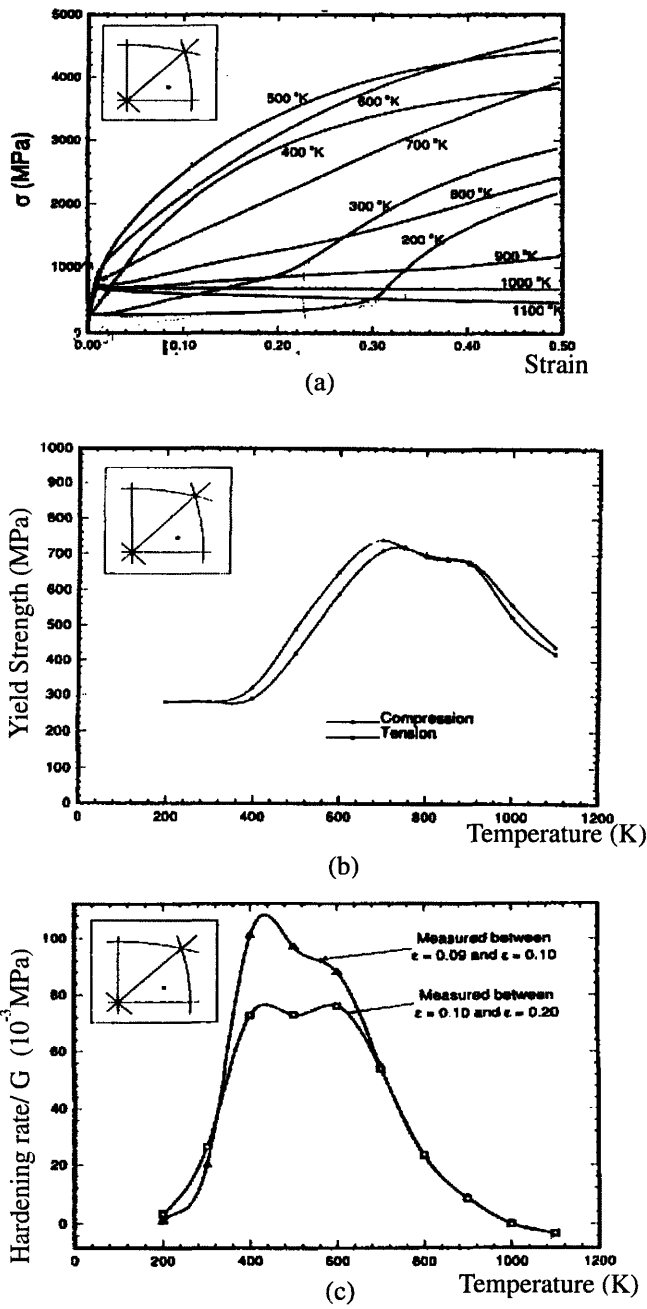 5000
4000
3000
2000
1000
0
σ (MPa)
500 °K
600 °K
400 °K
700 °K
300 °K
800 °K
200 °K
900 °K
1000 °K
1100 °K
0.00
0.10
0.20
0.30
0.40
0.50
Strain
(a)
1000
900
800
700
600
500
400
300
200
100
0
Yield Strength (MPa)
Compression
Tension
0
200
400
600
800
1000
1200
Temperature (K)
(b)
100
80
60
40
20
0
Hardening rate/ G (10⁻³MPa)
Measured between
ε = 0.09 and ε = 0.10
Measured between
ε = 0.10 and ε = 0.20
0
200
400
600
800
1000
1200
Temperature (K)
(c)